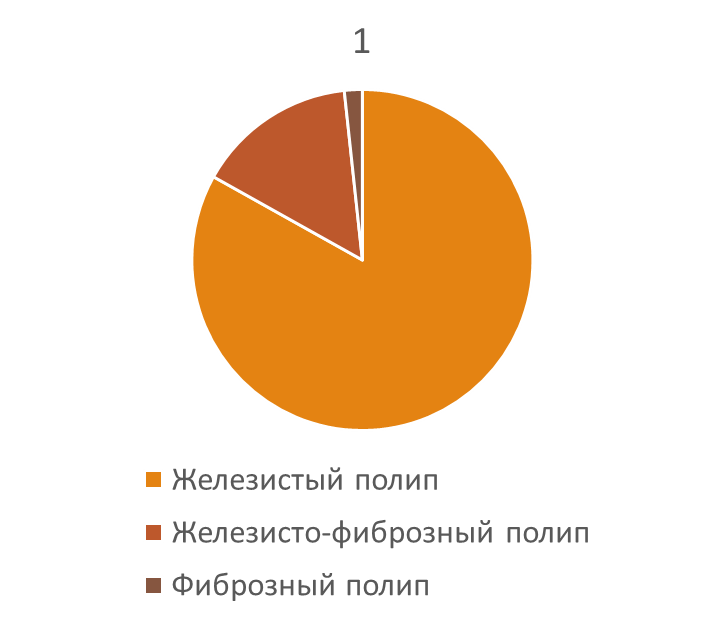 1
Железистый полип
Железисто-фиброзный полип
Фиброзный полип